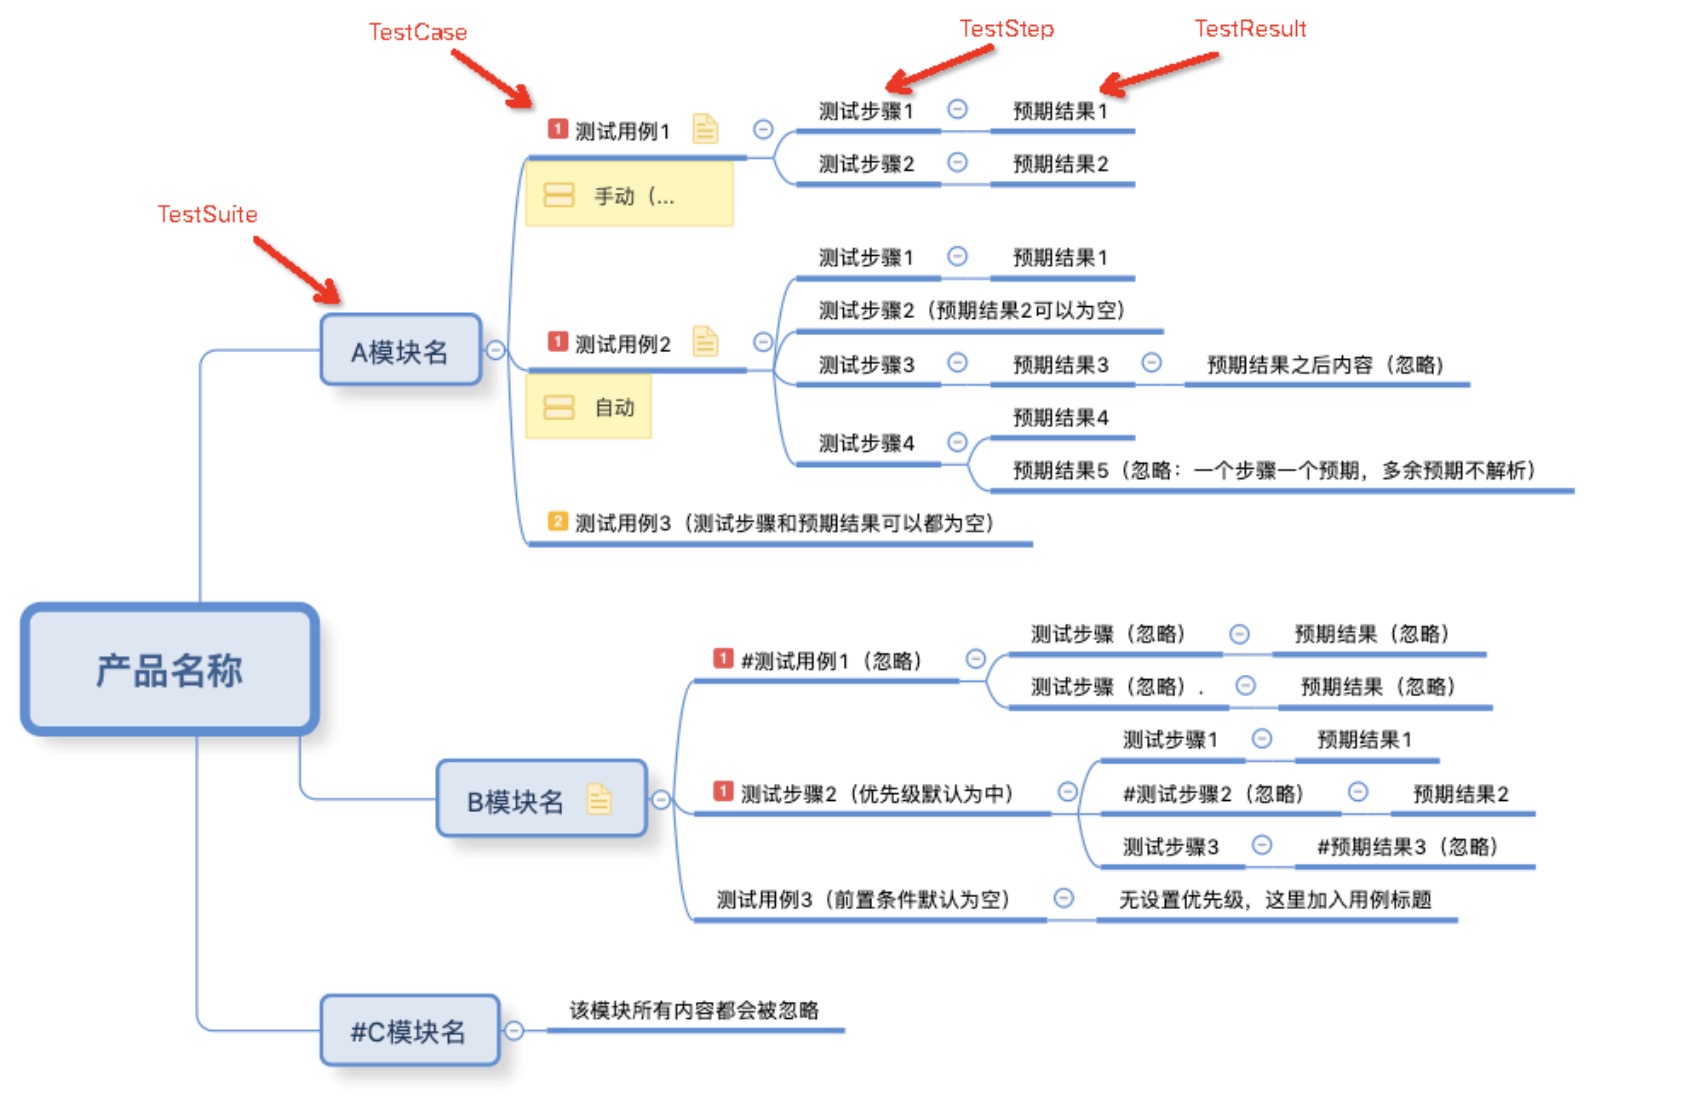 TestCase
TestStep
TestResult
TestSuite
产品名称
A模块名
1 测试用例1
手动（...
测试步骤1
预期结果1
测试步骤2
预期结果2
1 测试用例2
自动
测试步骤1
预期结果1
测试步骤2（预期结果2可以为空）
测试步骤3
预期结果3
预期结果之后内容（忽略)
测试步骤4
预期结果4
预期结果5（忽略：一个步骤一个预期，多余预期不解析）
2 测试用例3（测试步骤和预期结果可以都为空）
B模块名
1 #测试用例1（忽略）
测试步骤（忽略）
预期结果（忽略）
测试步骤（忽略）.
预期结果（忽略）
1 测试步骤2（优先级默认为中）
测试步骤1
预期结果1
#测试步骤2（忽略）
预期结果2
测试步骤3
#预期结果3（忽略）
测试用例3（前置条件默认为空）
无设置优先级，这里加入用例标题
#C模块名
该模块所有内容都会被忽略